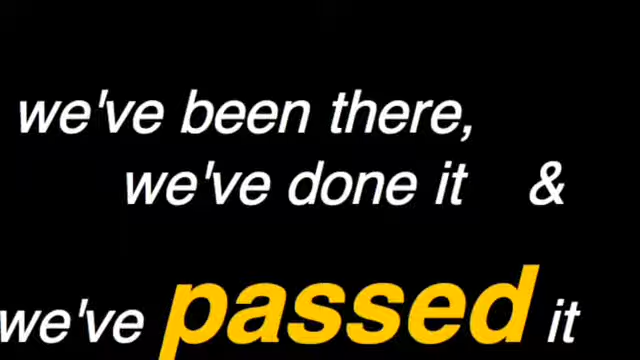 we've been there,
we've done it &
we've passed it